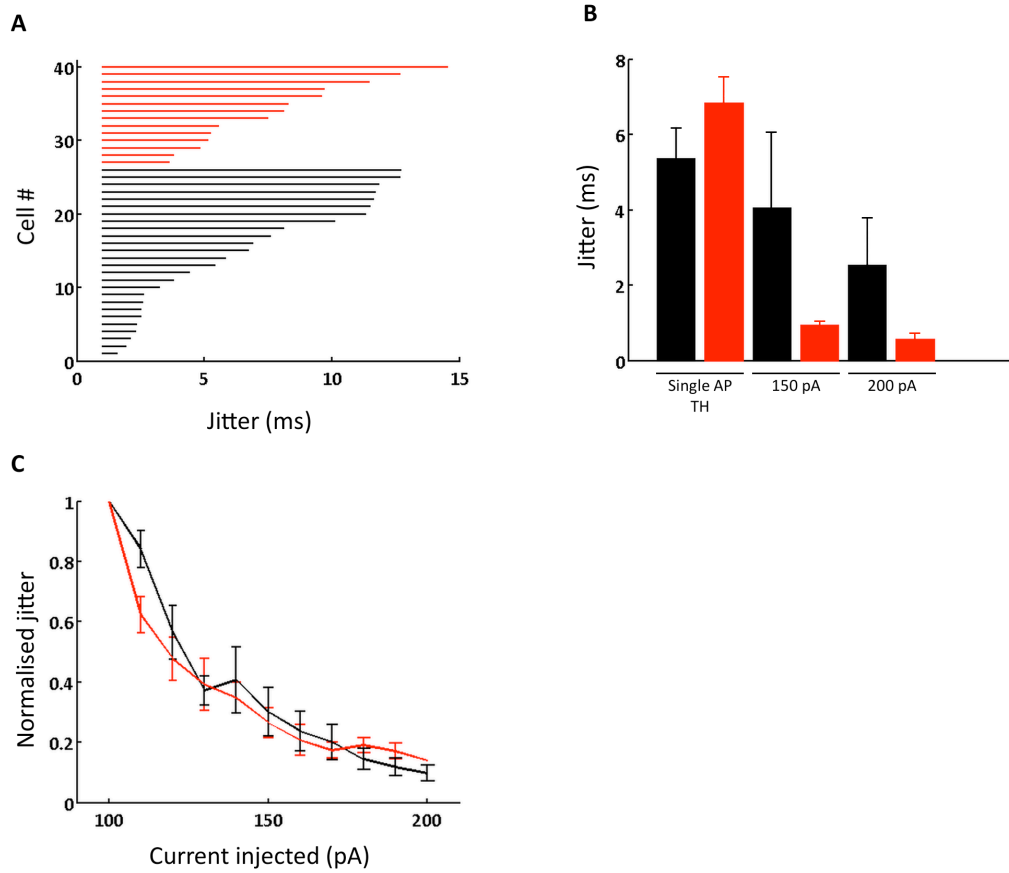 A
40
30
20
10
0
Cell #
0 5 10 15
Jitter (ms)
B
8
6
4
2
0
Jitter (ms)
Single AP 150 pA 200 pA
TH
C
1
0.8
0.6
0.4
0.2
0
Normalised jitter
100 150 200
Current injected (pA)